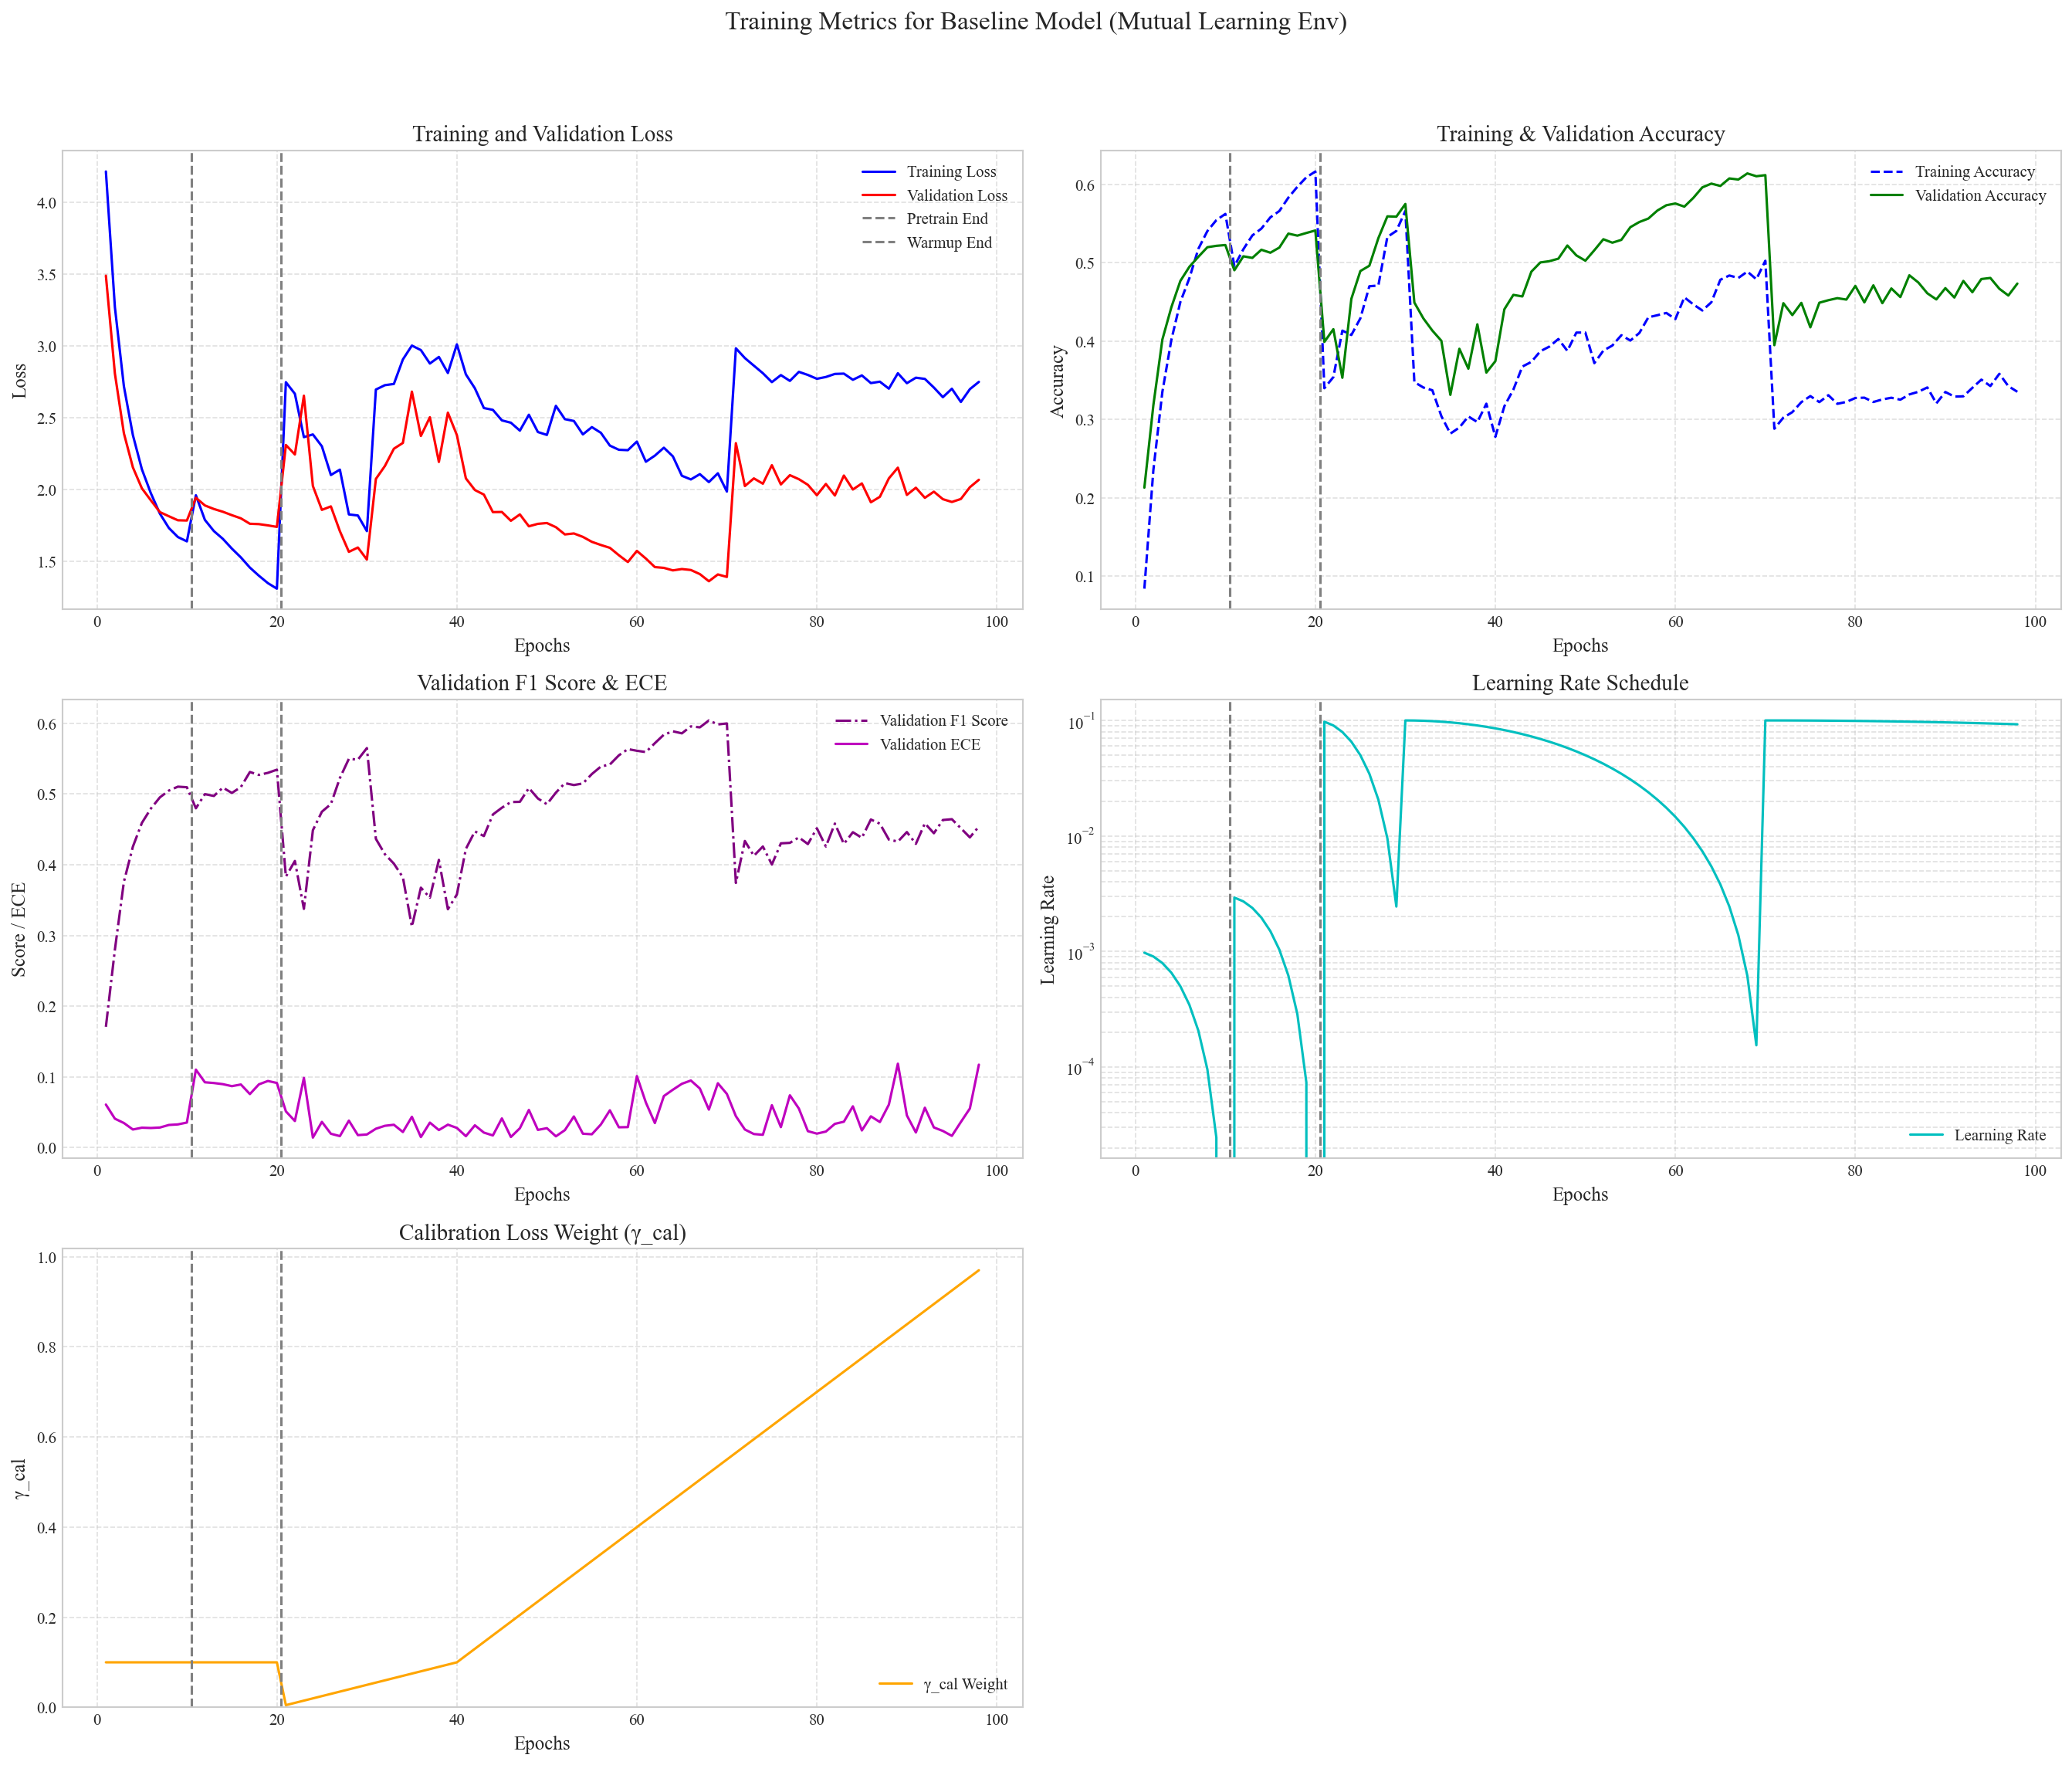 Training Metrics for Baseline Model (Mutual Learning Env)
Training and Validation Loss
Loss
4.0
3.5
3.0
2.5
2.0
1.5
0 20 40 60 80 100
Epochs
Training Loss
Validation Loss
Pretrain End
Warmup End
Training & Validation Accuracy
Accuracy
0.6
0.5
0.4
0.3
0.2
0.1
0 20 40 60 80 100
Epochs
Training Accuracy
Validation Accuracy
Validation F1 Score & ECE
Score / ECE
0.6
0.5
0.4
0.3
0.2
0.1
0.0
0 20 40 60 80 100
Epochs
Validation F1 Score
Validation ECE
Learning Rate Schedule
Learning Rate
10⁻¹
10⁻²
10⁻³
10⁻⁴
0 20 40 60 80 100
Epochs
Learning Rate
Calibration Loss Weight (γ_cal)
γ_cal
1.0
0.8
0.6
0.4
0.2
0.0
0 20 40 60 80 100
Epochs
γ_cal Weight